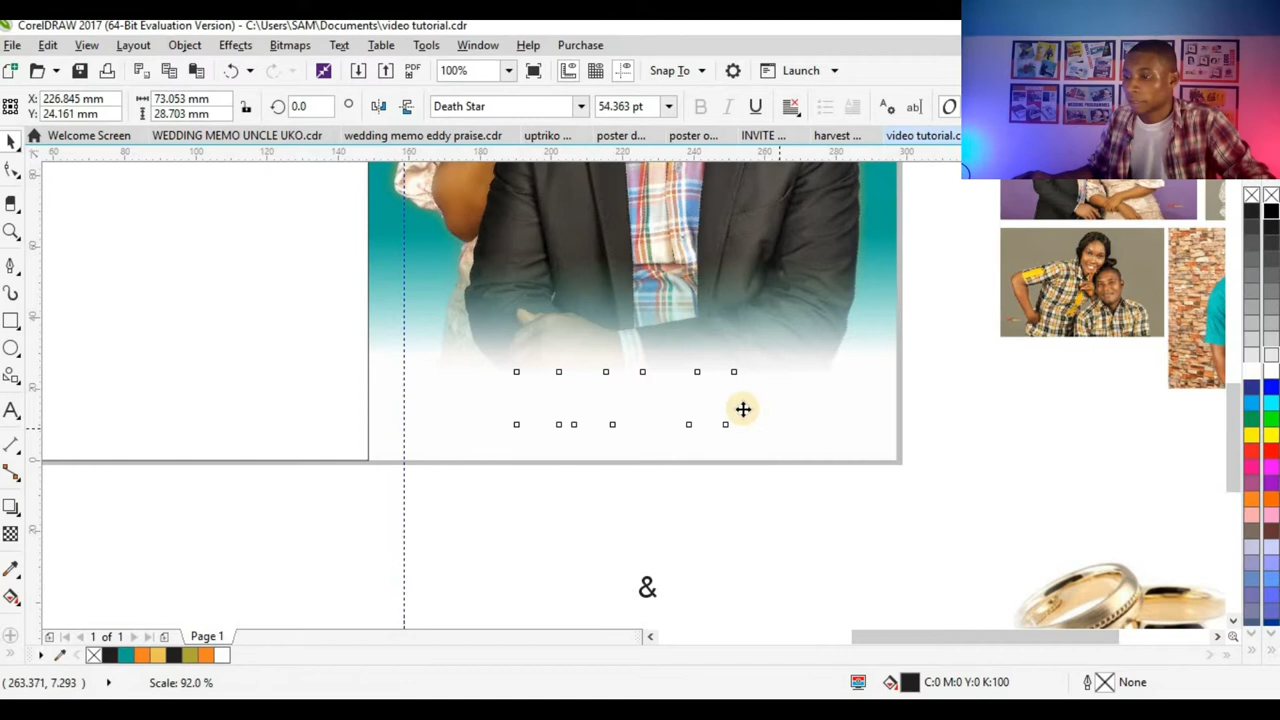 CorelDRAW 2017 (64-Bit Evaluation Version) - C:\Users\SAM\Documents\video tutorial.cdr
File Edit View Layout Object Effects Bitmaps Text Table Tools Window Help Purchase
PDF 100% Snap To Launch
X: 226.845 mm 73.053 mm 0.0 Death Star 54.363 pt B I U ab O
Y: 24.161 mm 28.703 mm
Welcome Screen WEDDING MEMO UNCLE UKO.cdr wedding memo eddy praise.cdr uptriko ... poster d... poster o... INVITE ... harvest ... video tutorial.c
60 80 100 120 140 160 180 200 220 240 260 280 300
&
1 of 1 Page 1
(263.371, 7.293) Scale: 92.0 % C:0 M:0 Y:0 K:100 None